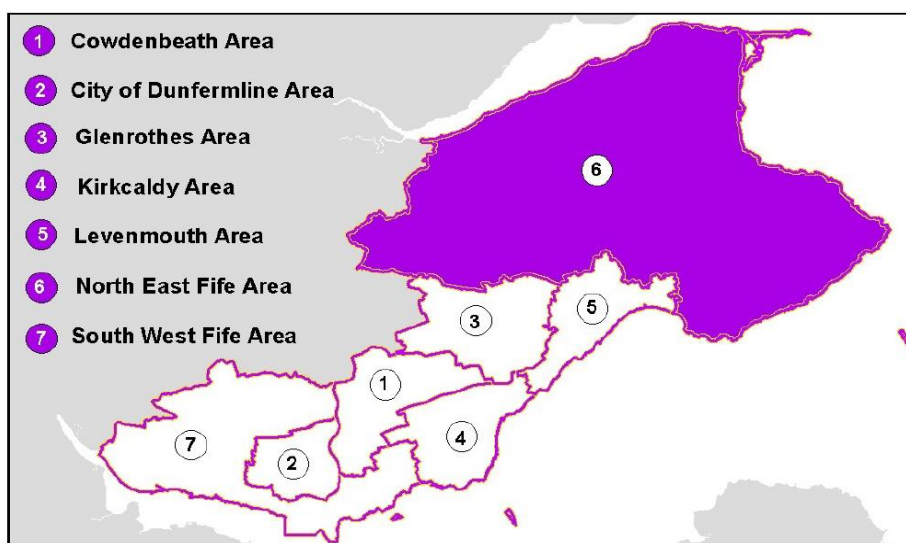 1 Cowdenbeath Area
2 City of Dunfermline Area
3 Glenrothes Area
4 Kirkcaldy Area
5 Levenmouth Area
6 North East Fife Area
7 South West Fife Area
6
5
3
1
4
7
2